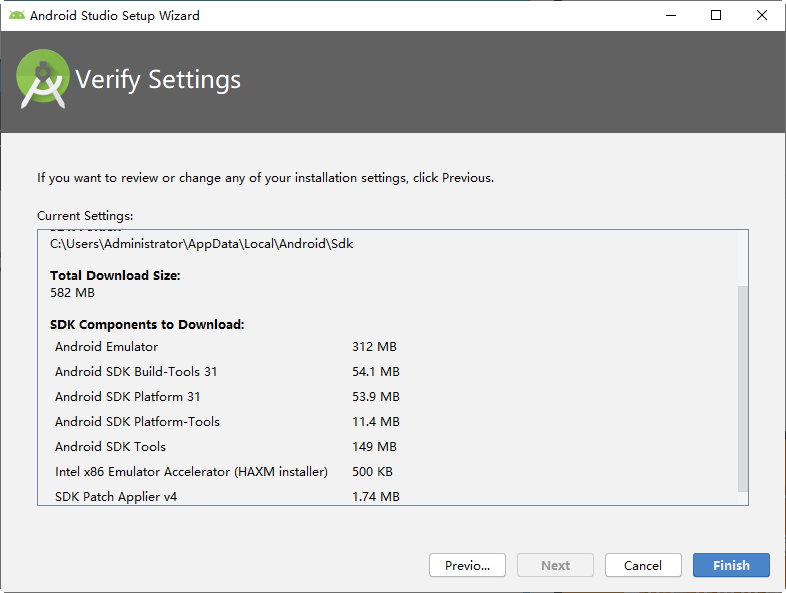 Android Studio Setup Wizard
Verify Settings
If you want to review or change any of your installation settings, click Previous.
Current Settings:
SDK Folder:
C:\Users\Administrator\AppData\Local\Android\Sdk
Total Download Size:
582 MB
SDK Components to Download:
Android Emulator 312 MB
Android SDK Build-Tools 31 54.1 MB
Android SDK Platform 31 53.9 MB
Android SDK Platform-Tools 11.4 MB
Android SDK Tools 149 MB
Intel x86 Emulator Accelerator (HAXM installer) 500 KB
SDK Patch Applier v4 1.74 MB
Previo... Next Cancel Finish